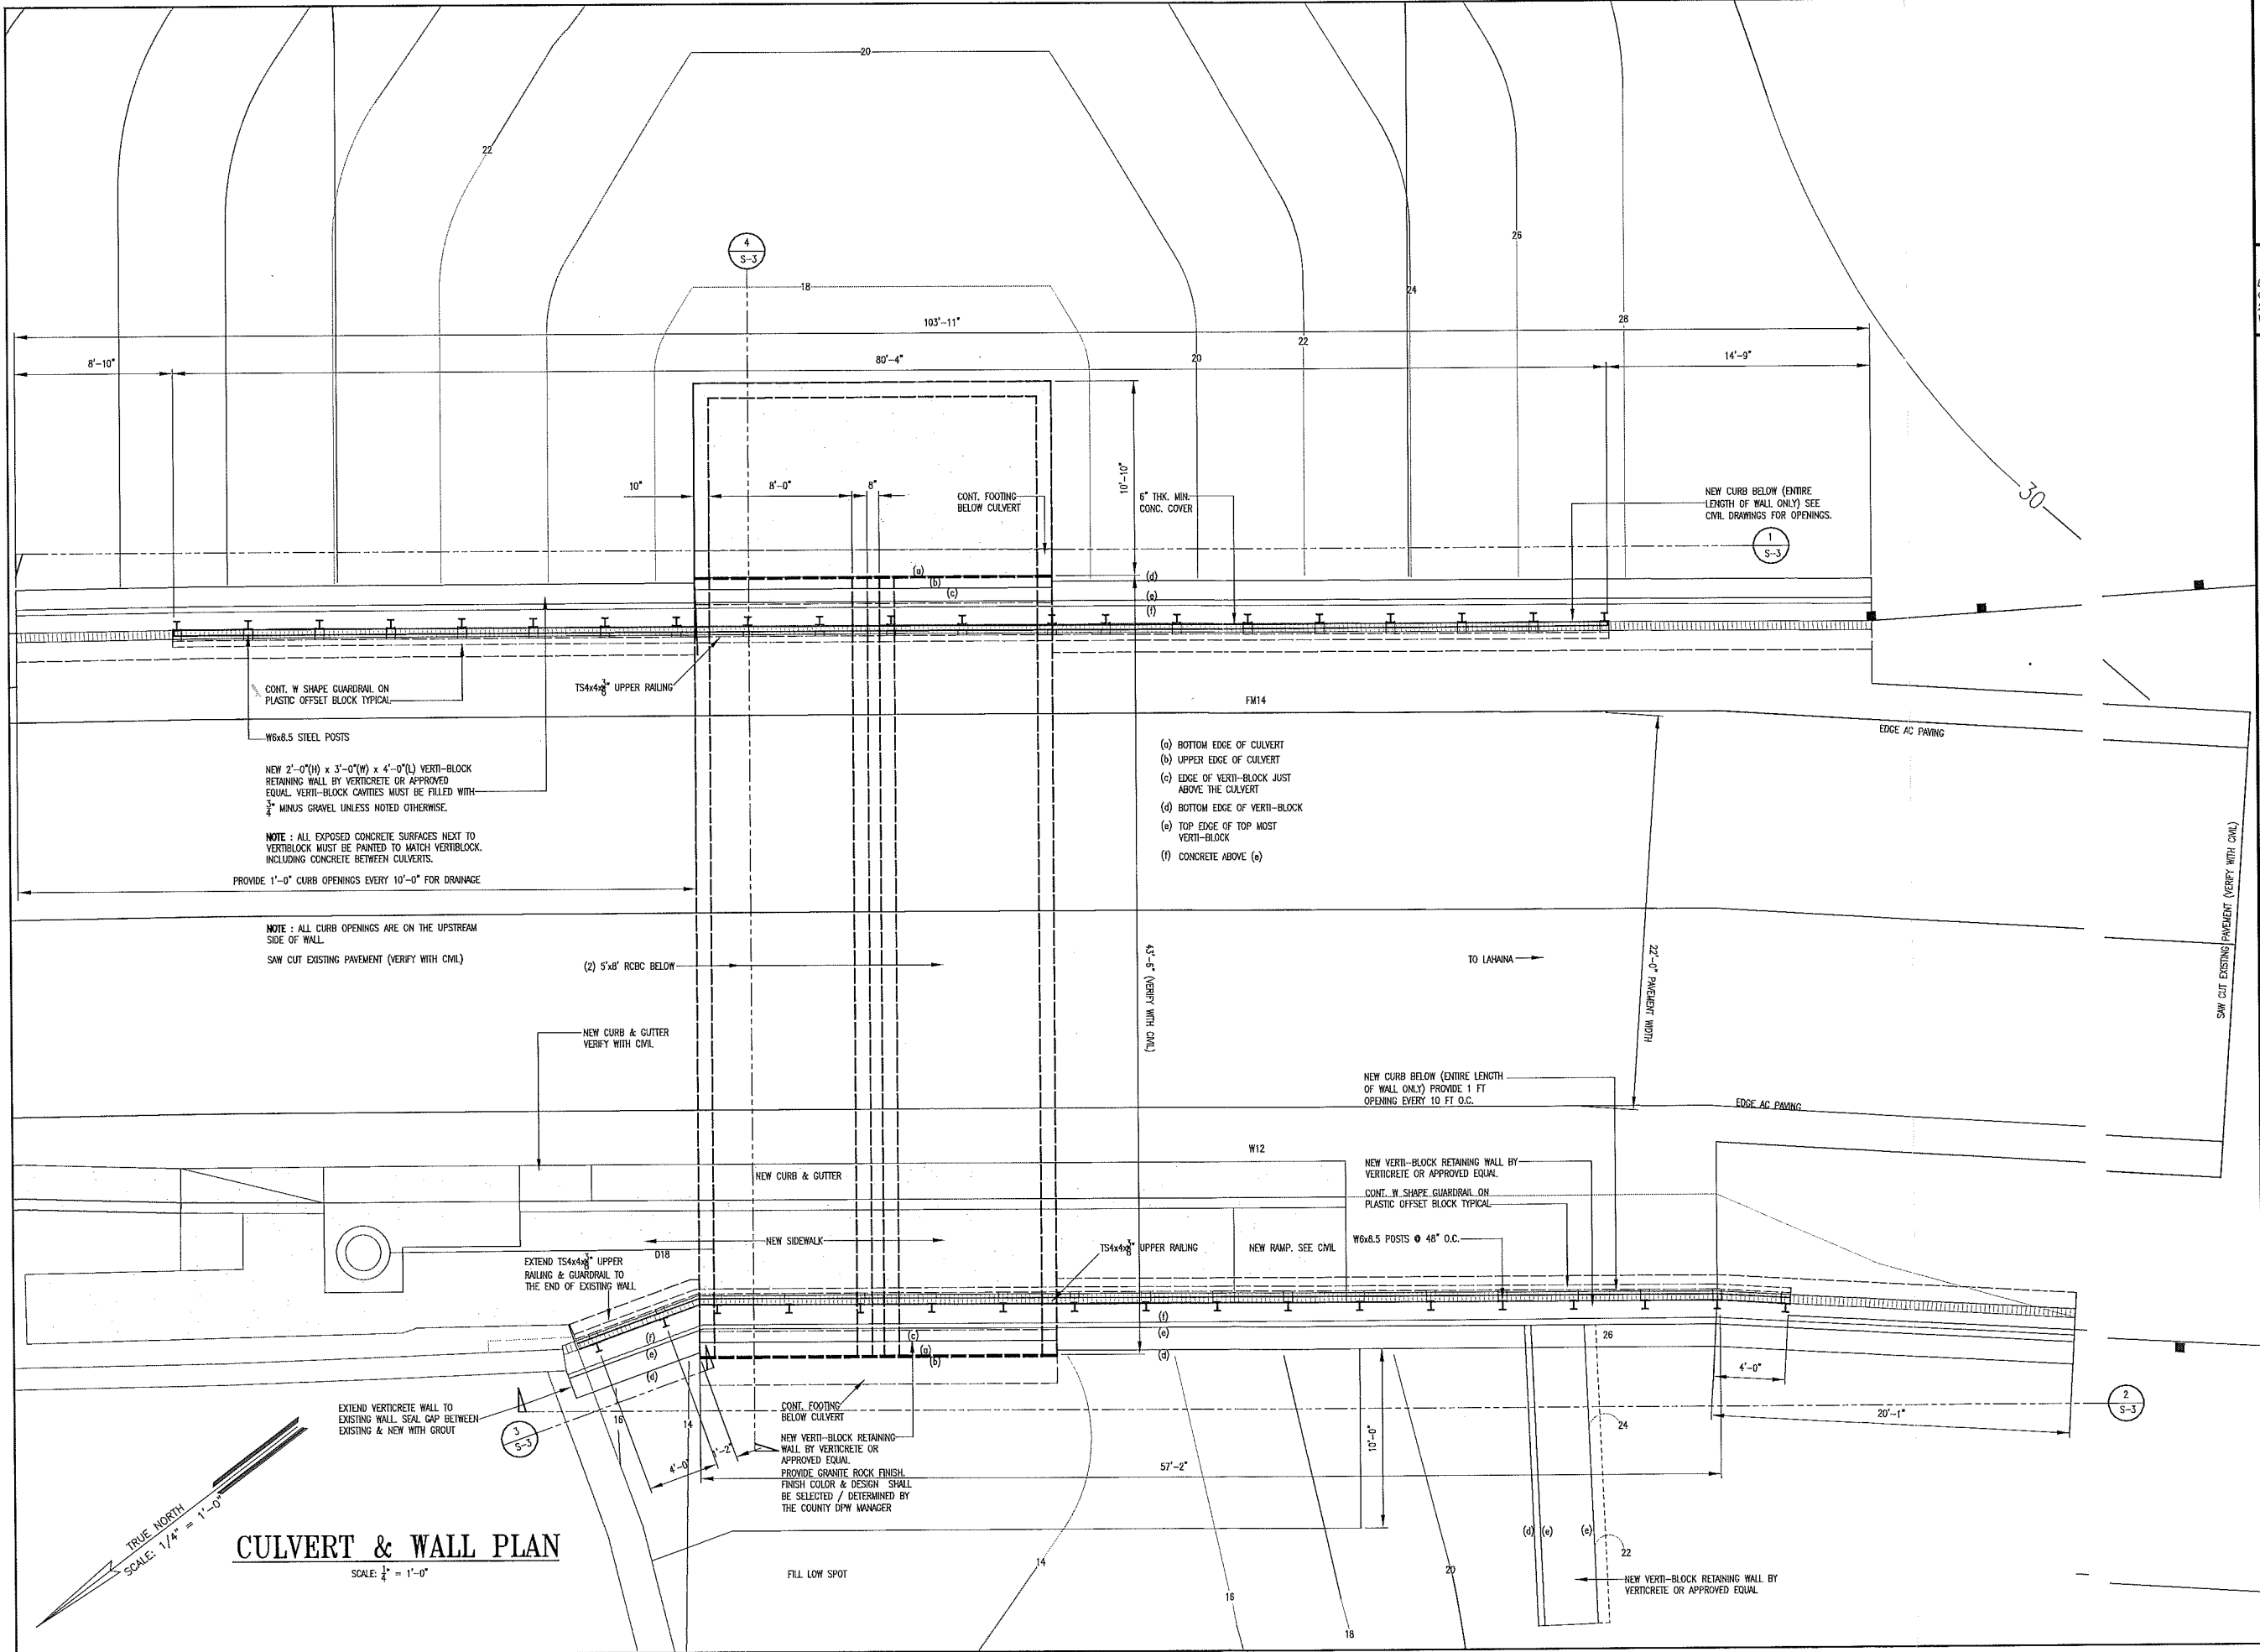 20
22
26
4
S-3
18
24
103'-11"
28
22
8'-10"
80'-4"
20
14'-9"
30
10"
8'-0"
8"
10'-10"
CONT. FOOTING
BELOW CULVERT
6" THK. MIN.
CONC. COVER
NEW CURB BELOW (ENTIRE
LENGTH OF WALL ONLY) SEE
CIVIL DRAWINGS FOR OPENINGS.
1
S-3
(a)
(b)
(c)
(d)
(e)
(f)
CONT. W SHAPE GUARDRAIL ON
PLASTIC OFFSET BLOCK TYPICAL
TS4x4x3/8" UPPER RAILING
FM14
W6x8.5 STEEL POSTS
EDGE AC PAVING
NEW 2'-0"(H) x 3'-0"(W) x 4'-0"(L) VERTI-BLOCK
RETAINING WALL BY VERTICRETE OR APPROVED
EQUAL. VERTI-BLOCK CAVITIES MUST BE FILLED WITH
3/4" MINUS GRAVEL UNLESS NOTED OTHERWISE.
NOTE : ALL EXPOSED CONCRETE SURFACES NEXT TO
VERTIBLOCK MUST BE PAINTED TO MATCH VERTIBLOCK.
INCLUDING CONCRETE BETWEEN CULVERTS.
PROVIDE 1'-0" CURB OPENINGS EVERY 10'-0" FOR DRAINAGE
(a) BOTTOM EDGE OF CULVERT
(b) UPPER EDGE OF CULVERT
(c) EDGE OF VERTI-BLOCK JUST
ABOVE THE CULVERT
(d) BOTTOM EDGE OF VERTI-BLOCK
(e) TOP EDGE OF TOP MOST
VERTI-BLOCK
(f) CONCRETE ABOVE (e)
NOTE : ALL CURB OPENINGS ARE ON THE UPSTREAM
SIDE OF WALL.
SAW CUT EXISTING PAVEMENT (VERIFY WITH CIVIL)
(2) 5'x8' RCBC BELOW
43'-6" (VERIFY WITH CIVIL)
TO LAHAINA
22'-0" PAVEMENT WIDTH
SAW CUT EXISTING PAVEMENT (VERIFY WITH CIVIL)
NEW CURB & GUTTER
VERIFY WITH CIVIL
NEW CURB BELOW (ENTIRE LENGTH
OF WALL ONLY) PROVIDE 1 FT
OPENING EVERY 10 FT O.C.
EDGE AC PAVING
W12
NEW CURB & GUTTER
NEW VERTI-BLOCK RETAINING WALL BY
VERTICRETE OR APPROVED EQUAL
CONT. W SHAPE GUARDRAIL ON
PLASTIC OFFSET BLOCK TYPICAL
NEW SIDEWALK
D18
TS4x4x3/8" UPPER RAILING
NEW RAMP. SEE CIVIL
W6x8.5 POSTS @ 48" O.C.
EXTEND TS4x4x3/8" UPPER
RAILING & GUARDRAIL TO
THE END OF EXISTING WALL
(f)
(e)
(d)
(c)
(a)
(b)
(f)
(e)
(d)
26
4'-0"
EXTEND VERTICRETE WALL TO
EXISTING WALL. SEAL GAP BETWEEN
EXISTING & NEW WITH GROUT
3
S-3
16
14
CONT. FOOTING
BELOW CULVERT
2
S-3
20'-1"
24
NEW VERTI-BLOCK RETAINING
WALL BY VERTICRETE OR
APPROVED EQUAL.
PROVIDE GRANITE ROCK FINISH.
FINISH COLOR & DESIGN SHALL
BE SELECTED / DETERMINED BY
THE COUNTY DPW MANAGER
4'-0"
10'-0"
57'-2"
TRUE NORTH
SCALE: 1/4" = 1'-0"
CULVERT & WALL PLAN
SCALE: 1/4" = 1'-0"
(d)
(e)
(e)
22
14
20
FILL LOW SPOT
NEW VERTI-BLOCK RETAINING WALL BY
VERTICRETE OR APPROVED EQUAL
16
18